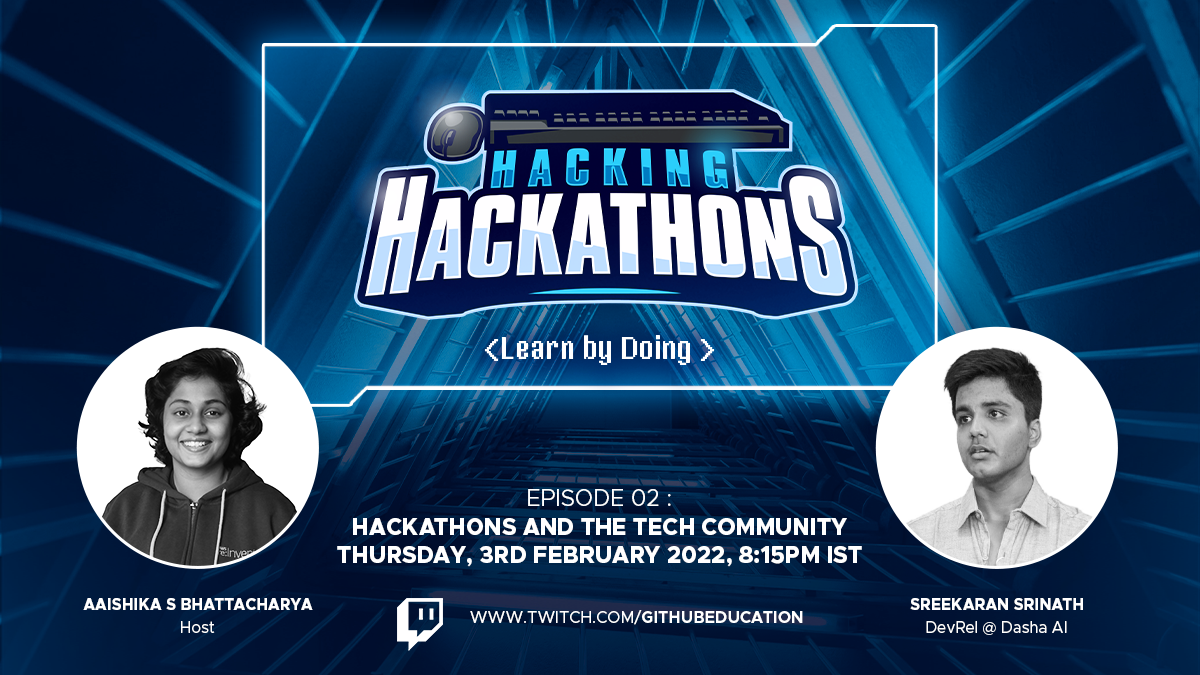 HACKING
HACKATHONS
<Learn by Doing >
EPISODE 02 :
HACKATHONS AND THE TECH COMMUNITY
THURSDAY, 3RD FEBRUARY 2022, 8:15PM IST
AAISHIKA S BHATTACHARYA
Host
WWW.TWITCH.COM/GITHUBEDUCATION
SREEKARAN SRINATH
DevRel @ Dasha AI